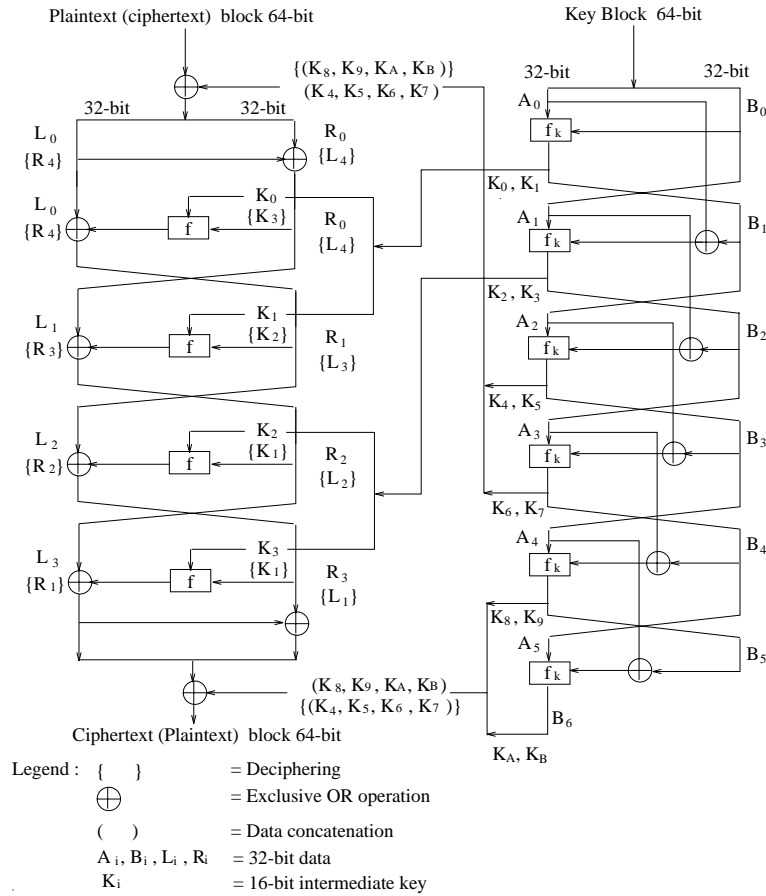 Plaintext (ciphertext) block 64-bit
Key Block 64-bit
{(K8, K9, KA, KB)}
(K4, K5, K6, K7)
32-bit 32-bit
32-bit 32-bit
A0 B0
fk
L0 R0
{R4} {L4}
K0, K1
L0 K0 R0
{R4} {K3} {L4}
f
A1 B1
fk
K2, K3
L1 K1 R1
{R3} {K2} {L3}
f
A2 B2
fk
K4, K5
L2 K2 R2
{R2} {K1} {L2}
f
A3 B3
fk
K6, K7
L3 K3 R3
{R1} {K1} {L1}
f
A4 B4
fk
K8, K9
A5 B5
fk
B6
(K8, K9, KA, KB)
{(K4, K5, K6, K7)}
KA, KB
Ciphertext (Plaintext) block 64-bit
Legend : { } = Deciphering
⊕ = Exclusive OR operation
( ) = Data concatenation
Ai, Bi, Li, Ri = 32-bit data
Ki = 16-bit intermediate key